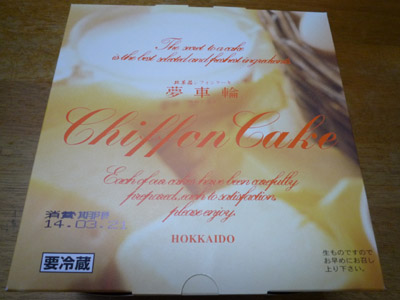 The secret to a cake
is the best selected and freshest ingredients.
夢車輪
Chiffon Cake
Each of our cakes have been carefully
prepared, even to satisfaction,
please enjoy.
HOKKAIDO
消費期限
14.03.
要冷蔵
生ものですので
お早めにお召し
上り下さい